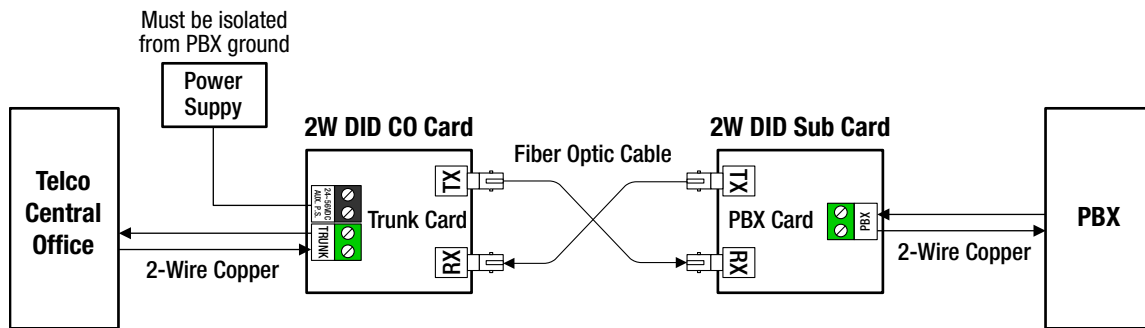 Must be isolated
from PBX ground
Power
Suppy
2W DID CO Card
2W DID Sub Card
Fiber Optic Cable
Telco
Central
Office
24–56VDC
AUX. P.S.
TRUNK
Trunk Card
TX
RX
TX
RX
PBX Card
PBX
PBX
2-Wire Copper
2-Wire Copper